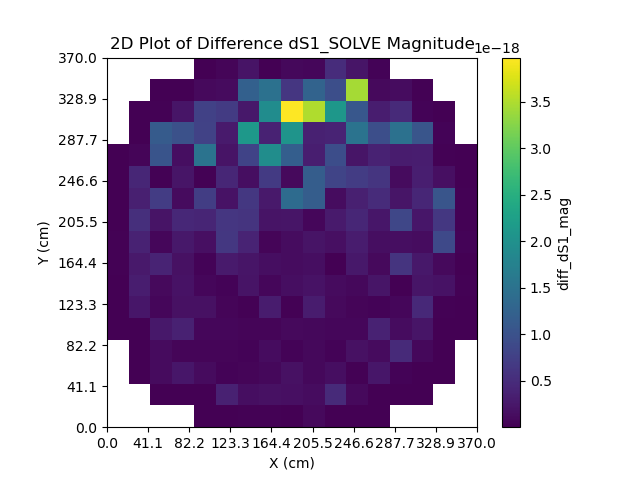 2D Plot of Difference dS1_SOLVE Magnitude
1e−18
370.0
328.9
287.7
246.6
205.5
164.4
123.3
82.2
41.1
0.0
Y (cm)
0.0 41.1 82.2 123.3 164.4 205.5 246.6 287.7 328.9 370.0
X (cm)
3.5
3.0
2.5
2.0
1.5
1.0
0.5
diff_dS1_mag